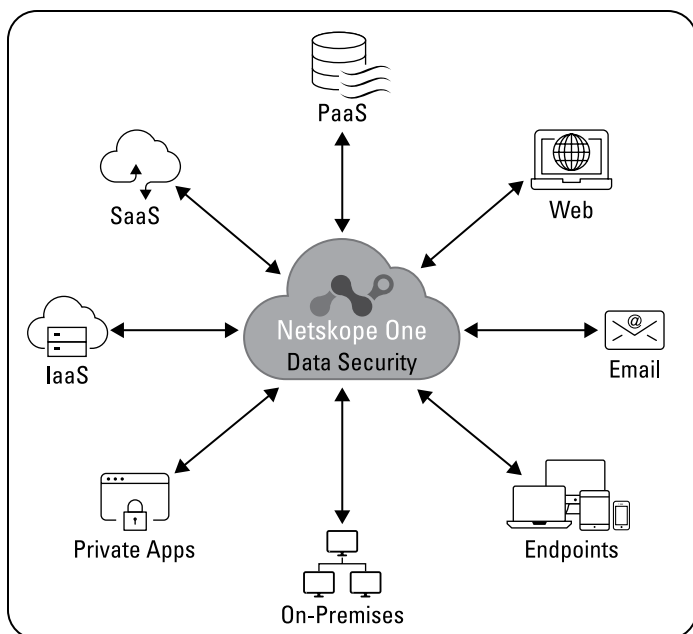 PaaS
SaaS
Web
@
Netskope One
Data Security
IaaS
Email
Private Apps
Endpoints
On-Premises